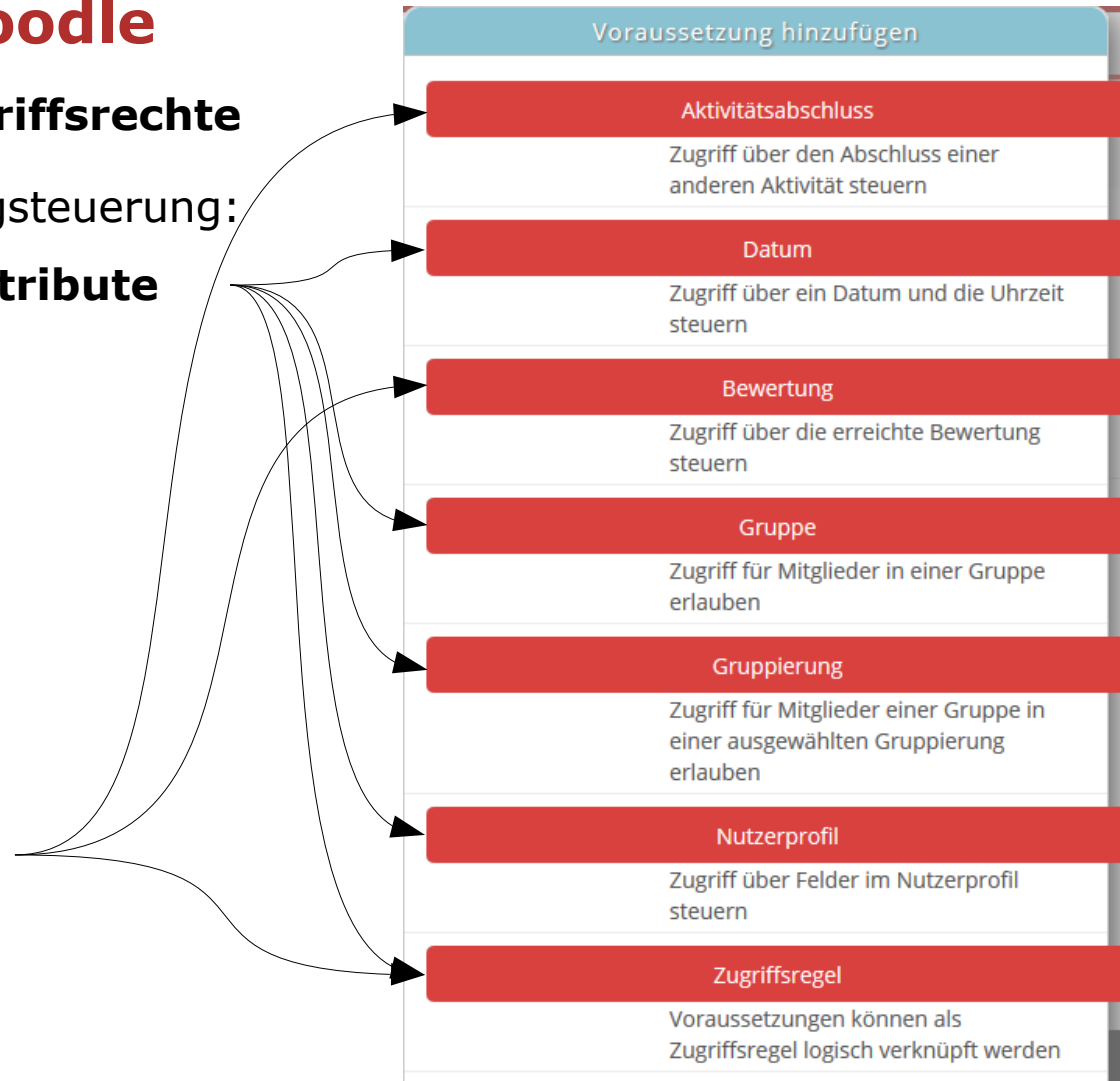 oodle
riffsrechte
gsteuerung:
tribute
Voraussetzung hinzufügen
Aktivitätsabschluss
Zugriff über den Abschluss einer
anderen Aktivität steuern
Datum
Zugriff über ein Datum und die Uhrzeit
steuern
Bewertung
Zugriff über die erreichte Bewertung
steuern
Gruppe
Zugriff für Mitglieder in einer Gruppe
erlauben
Gruppierung
Zugriff für Mitglieder einer Gruppe in
einer ausgewählten Gruppierung
erlauben
Nutzerprofil
Zugriff über Felder im Nutzerprofil
steuern
Zugriffsregel
Voraussetzungen können als
Zugriffsregel logisch verknüpft werden